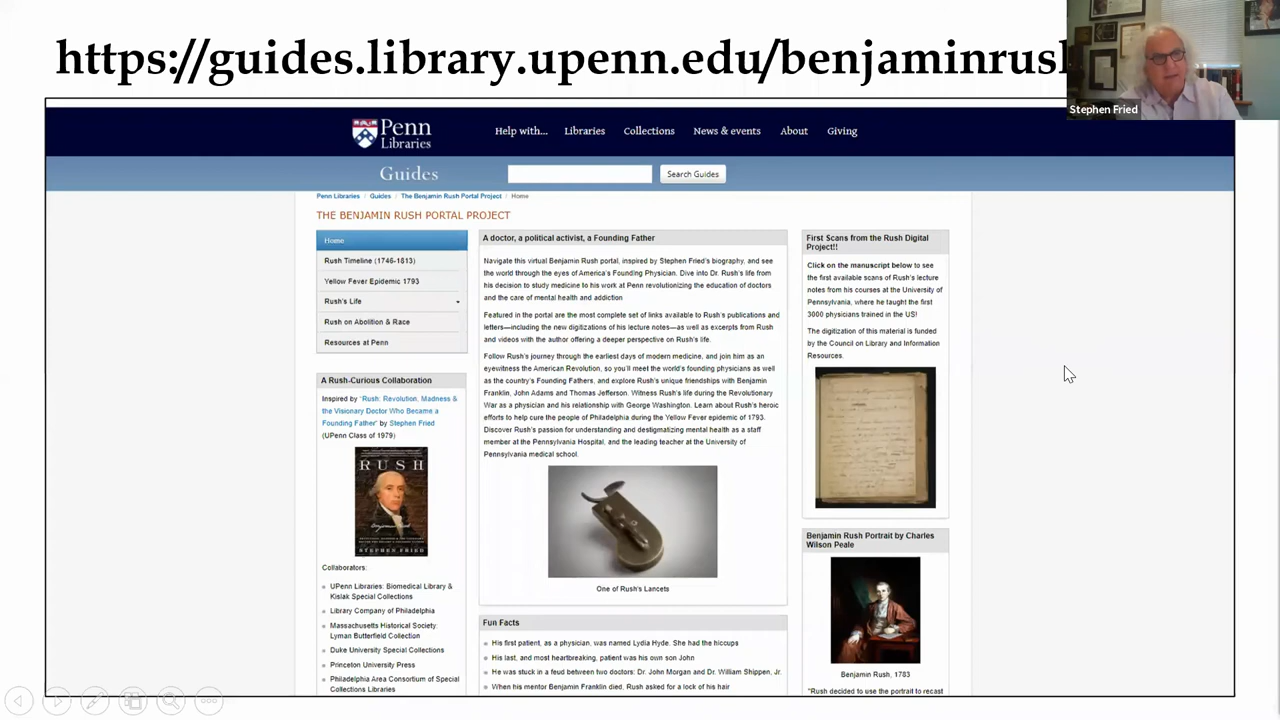 https://guides.library.upenn.edu/benjaminrush
Stephen Fried
Penn
Libraries
Help with... Libraries Collections News & events About Giving
Guides
Search Guides
Penn Libraries Guides The Benjamin Rush Portal Project Home
THE BENJAMIN RUSH PORTAL PROJECT
Home
Rush Timeline (1746-1813)
Yellow Fever Epidemic 1793
Rush's Life
Rush on Abolition & Race
Resources at Penn
A Rush-Curious Collaboration
Inspired by 'Rush: Revolution, Madness &
the Visionary Doctor Who Became a
Founding Father' by Stephen Fried
(UPenn Class of 1979)
RUSH
STEPHEN FRIED
Collaborators:
UPenn Libraries: Biomedical Library &
Kislak Special Collections
Library Company of Philadelphia
Massachusetts Historical Society:
Lyman Butterfield Collection
Duke University Special Collections
Princeton University Press
Philadelphia Area Consortium of Special
Collections Libraries
A doctor, a political activist, a Founding Father
Navigate this virtual Benjamin Rush portal, inspired by Stephen Fried's biography, and see
the world through the eyes of America's Founding Physician. Dive into Dr. Rush's life from
his decision to study medicine to his work at Penn revolutionizing the education of doctors
and the care of mental health and addiction
Featured in the portal are the most complete set of links available to Rush's publications and
letters—including the new digitizations of his lecture notes—as well as excerpts from Rush
and videos with the author offering a deeper perspective on Rush's life.
Follow Rush's journey through the earliest days of modern medicine, and join him as an
eyewitness the American Revolution, so you'll meet the world's founding physicians as well
as the country's Founding Fathers, and explore Rush's unique friendships with Benjamin
Franklin, John Adams and Thomas Jefferson. Witness Rush's life during the Revolutionary
War as a physician and his relationship with George Washington. Learn about Rush's heroic
efforts to help cure the people of Philadelphia during the Yellow Fever epidemic of 1793.
Discover Rush's passion for understanding and destigmatizing mental health as a staff
member at the Pennsylvania Hospital, and the leading teacher at the University of
Pennsylvania medical school.
One of Rush's Lancets
Fun Facts
His first patient, as a physician, was named Lydia Hyde. She had the hiccups
His last, and most heartbreaking, patient was his own son John
He was stuck in a feud between two doctors: Dr. John Morgan and Dr. William Shippen, Jr.
When his mentor Benjamin Franklin died, Rush asked for a lock of his hair
First Scans from the Rush Digital
Project!!
Click on the manuscript below to see
the first available scans of Rush's lecture
notes from his courses at the University of
Pennsylvania, where he taught the first
3000 physicians trained in the US!
The digitization of this material is funded
by the Council on Library and Information
Resources.
Benjamin Rush Portrait by Charles
Wilson Peale
Benjamin Rush, 1783
"Rush decided to use the portrait to recast